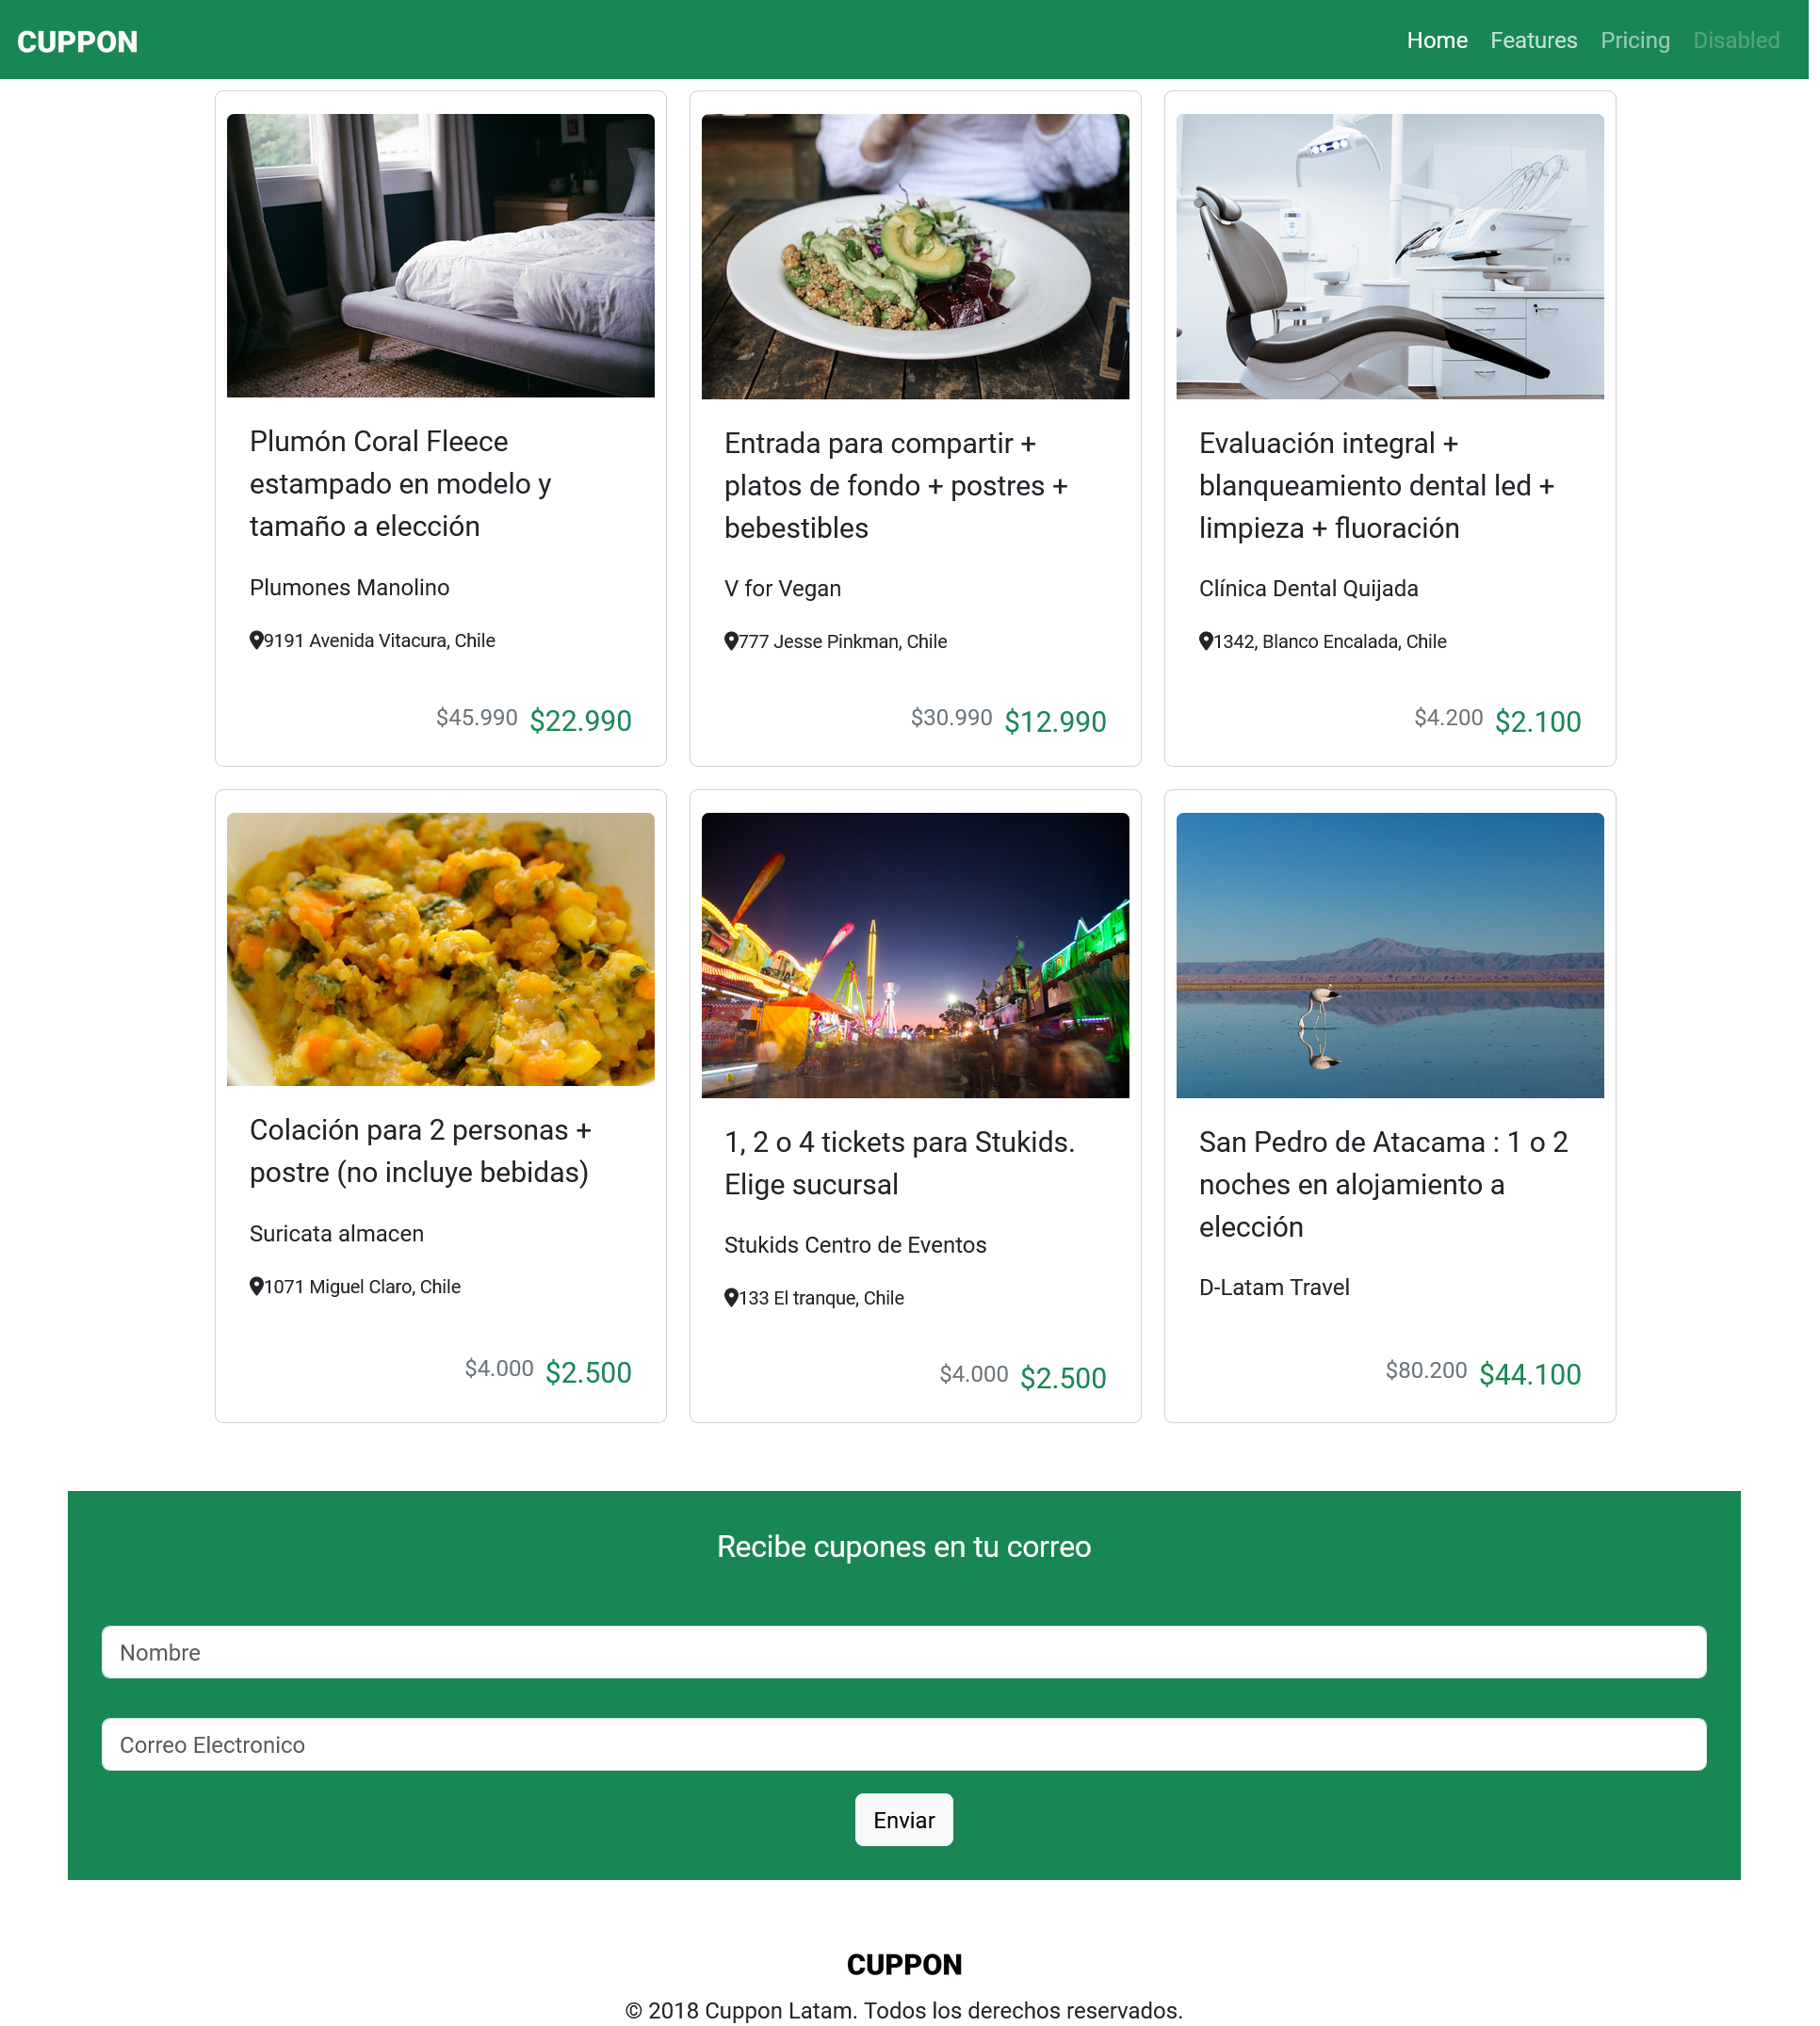 CUPPON
Home Features Pricing Disabled
Plumón Coral Fleece
estampado en modelo y
tamaño a elección
Plumones Manolino
9191 Avenida Vitacura, Chile
$45.990 $22.990
Entrada para compartir +
platos de fondo + postres +
bebestibles
V for Vegan
777 Jesse Pinkman, Chile
$30.990 $12.990
Evaluación integral +
blanqueamiento dental led +
limpieza + fluoración
Clínica Dental Quijada
1342, Blanco Encalada, Chile
$4.200 $2.100
Colación para 2 personas +
postre (no incluye bebidas)
Suricata almacen
1071 Miguel Claro, Chile
$4.000 $2.500
1, 2 o 4 tickets para Stukids.
Elige sucursal
Stukids Centro de Eventos
133 El tranque, Chile
$4.000 $2.500
San Pedro de Atacama : 1 o 2
noches en alojamiento a
elección
D-Latam Travel
$80.200 $44.100
Recibe cupones en tu correo
Nombre
Correo Electronico
Enviar
CUPPON
© 2018 Cuppon Latam. Todos los derechos reservados.